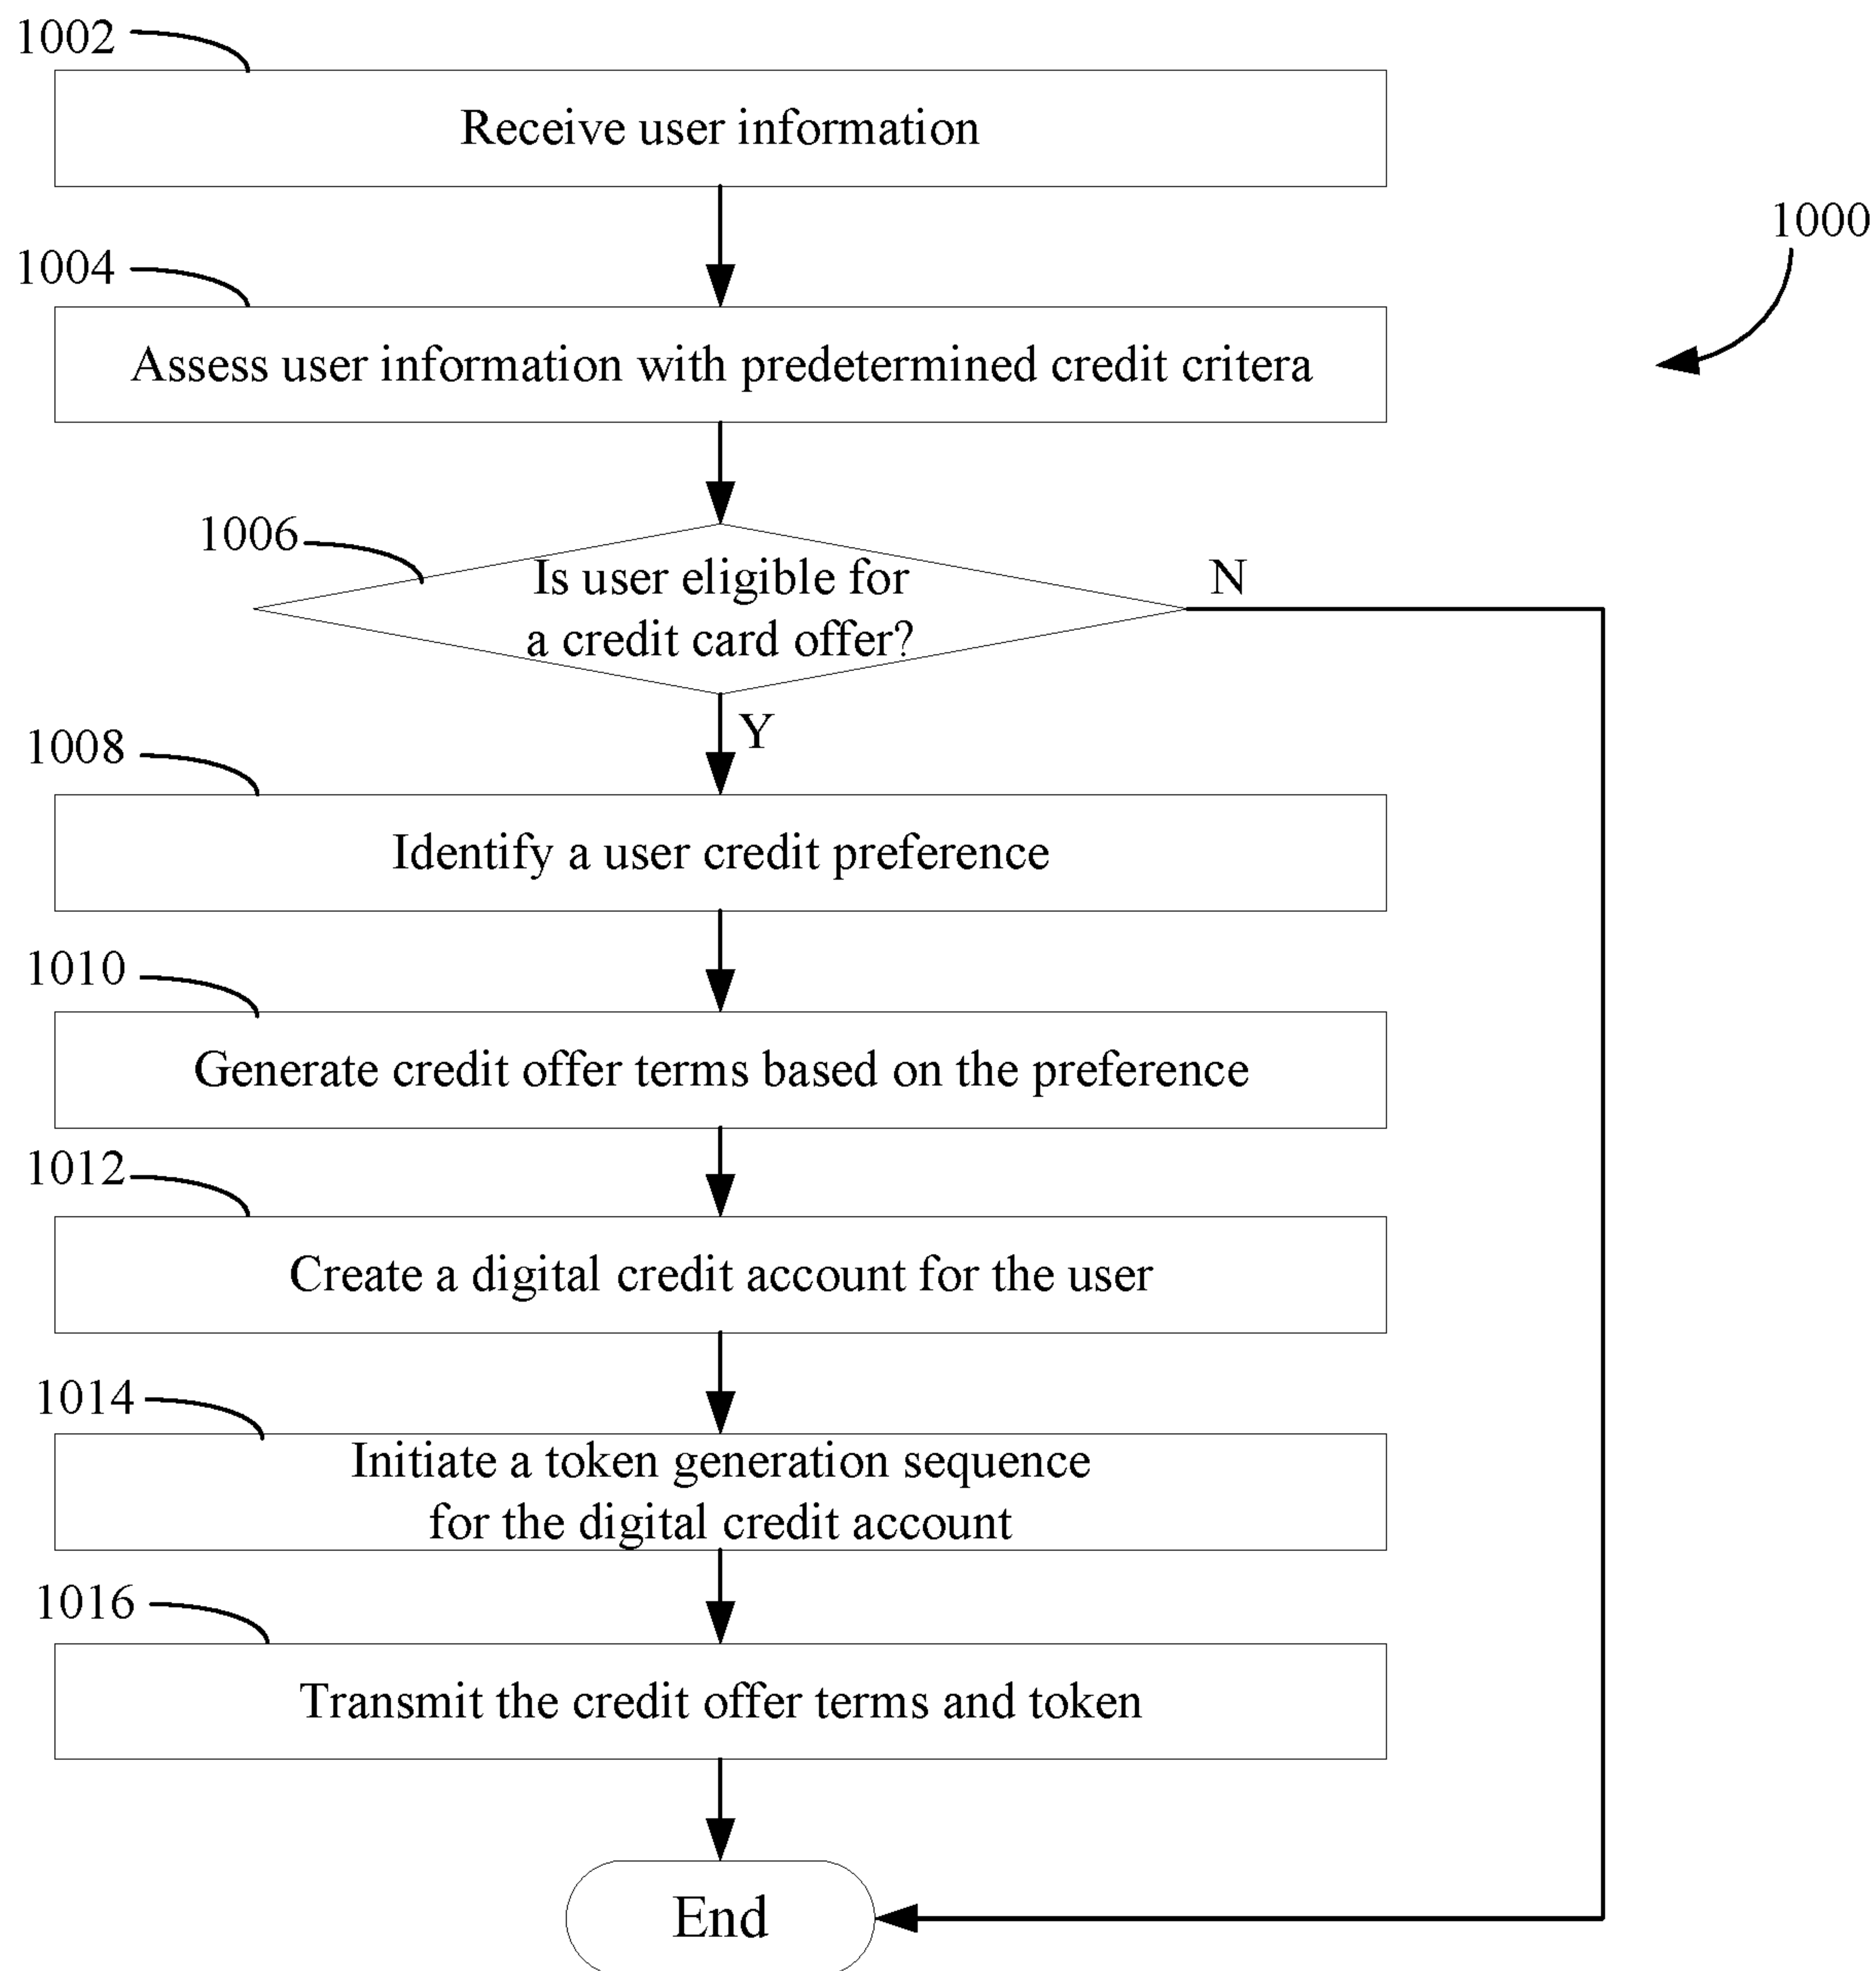 1002
Receive user information
1000
1004
Assess user information with predetermined credit critera
1006
Is user eligible for
a credit card offer?
N
Y
1008
Identify a user credit preference
1010
Generate credit offer terms based on the preference
1012
Create a digital credit account for the user
1014
Initiate a token generation sequence
for the digital credit account
1016
Transmit the credit offer terms and token
End